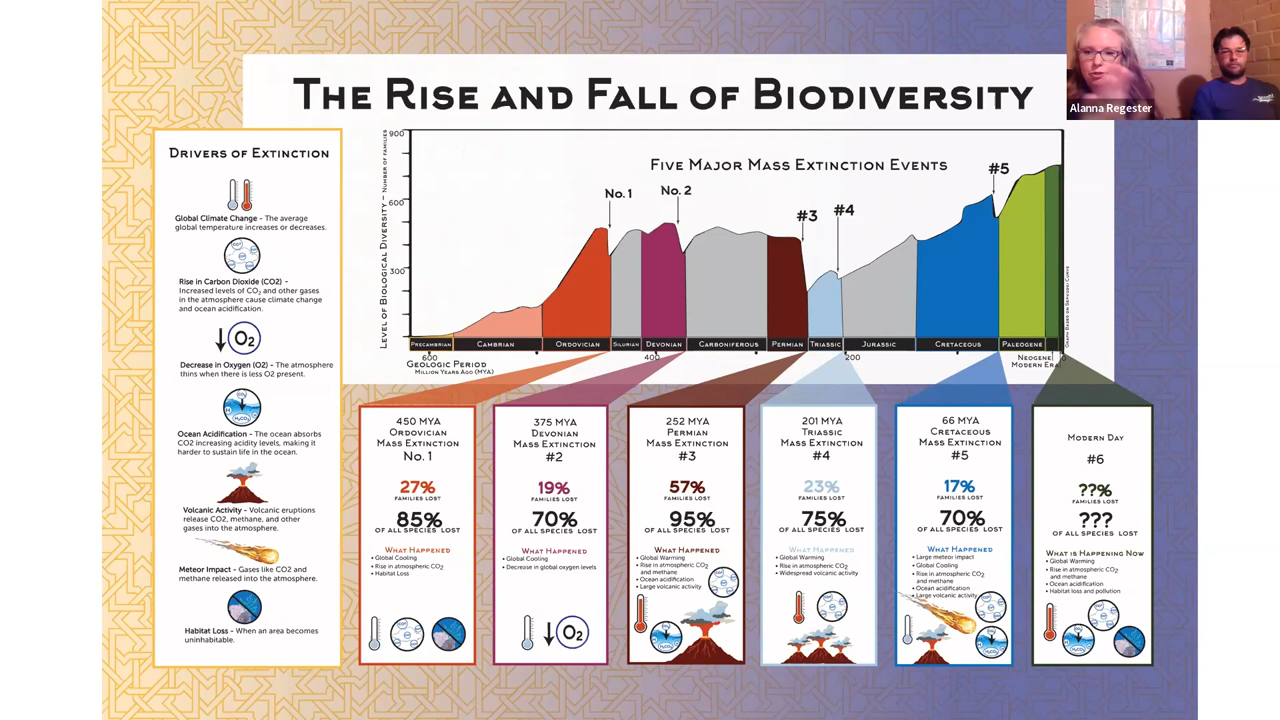 THE RISE AND FALL OF BIODIVERSITY
Alanna Regester
DRIVERS OF EXTINCTION
Global Climate Change - The average
global temperature increases or decreases.
Rise in Carbon Dioxide (CO2) -
Increased levels of CO2 and other gases
in the atmosphere cause climate change
and ocean acidification.
O2
Decrease in Oxygen (O2) - The atmosphere
thins when there is less O2 present.
CO2
H2CO3
Ocean Acidification - The ocean absorbs
CO2 increasing acidity levels, making it
harder to sustain life in the ocean.
Volcanic Activity - Volcanic eruptions
release CO2, methane, and other
gases into the atmosphere.
Meteor Impact - Gases like CO2 and
methane released into the atmosphere.
Habitat Loss - When an area becomes
uninhabitable.
LEVEL OF BIOLOGICAL DIVERSITY - NUMBER OF FAMILIES
900
600
300
FIVE MAJOR MASS EXTINCTION EVENTS
No. 1
No. 2
#3
#4
#5
GRAPH BASED ON SEPKOSKI CURVE
PRECAMBRIAN
CAMBRIAN
ORDOVICIAN
SILURIAN
DEVONIAN
CARBONIFEROUS
PERMIAN
TRIASSIC
JURASSIC
CRETACEOUS
PALEOGENE
600
400
200
0
GEOLOGIC PERIOD
MILLION YEARS AGO (MYA)
NEOGENE
MODERN ERA
450 MYA
ORDOVICIAN
MASS EXTINCTION
No. 1
27%
FAMILIES LOST
85%
OF ALL SPECIES LOST
WHAT HAPPENED
• Global Cooling
• Rise in atmospheric CO2
• Habitat Loss
375 MYA
DEVONIAN
MASS EXTINCTION
#2
19%
FAMILIES LOST
70%
OF ALL SPECIES LOST
WHAT HAPPENED
• Global Cooling
• Decrease in global oxygen levels
O2
252 MYA
PERMIAN
MASS EXTINCTION
#3
57%
FAMILIES LOST
95%
OF ALL SPECIES LOST
WHAT HAPPENED
• Global Warming
• Rise in atmospheric CO2
and methane
• Ocean acidification
• Large volcanic activity
201 MYA
TRIASSIC
MASS EXTINCTION
#4
23%
FAMILIES LOST
75%
OF ALL SPECIES LOST
WHAT HAPPENED
• Global Warming
• Rise in atmospheric CO2
• Widespread volcanic activity
66 MYA
CRETACEOUS
MASS EXTINCTION
#5
17%
FAMILIES LOST
70%
OF ALL SPECIES LOST
WHAT HAPPENED
• Large meteor impact
• Global Cooling
• Rise in atmospheric CO2
and methane
• Ocean acidification
• Large volcanic activity
MODERN DAY
#6
??%
FAMILIES LOST
???
OF ALL SPECIES LOST
WHAT IS HAPPENING NOW
• Global Warming
• Rise in atmospheric CO2
and methane
• Ocean acidification
• Habitat loss and pollution